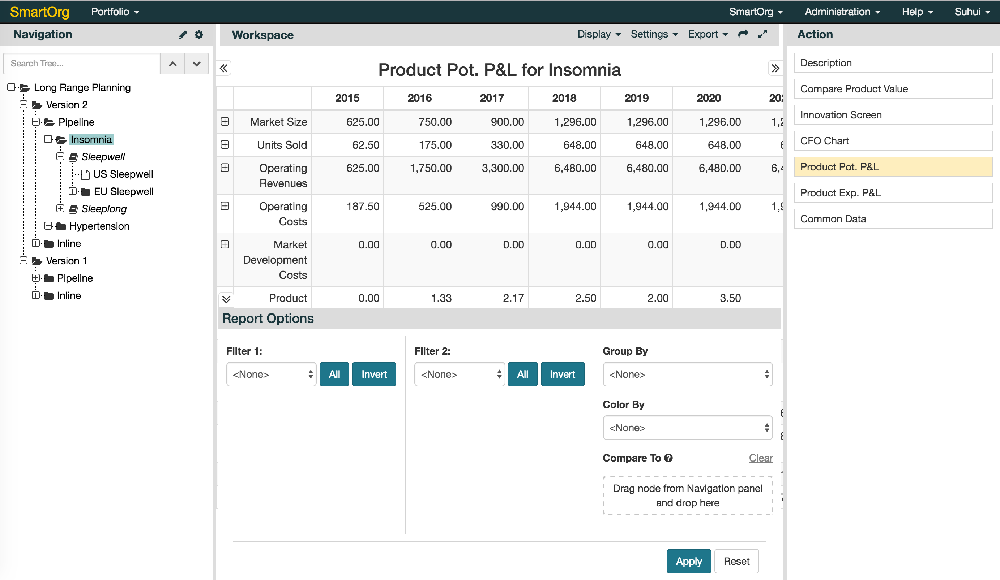 SmartOrg Portfolio SmartOrg Administration Help Suhui
Navigation
Search Tree...
Long Range Planning
Version 2
Pipeline
Insomnia
Sleepwell
US Sleepwell
EU Sleepwell
Sleeplong
Hypertension
Inline
Version 1
Pipeline
Inline
Workspace Display Settings Export
Product Pot. P&L for Insomnia
2015 2016 2017 2018 2019 2020
Market Size 625.00 750.00 900.00 1,296.00 1,296.00 1,296.00
Units Sold 62.50 175.00 330.00 648.00 648.00 648.00
Operating 625.00 1,750.00 3,300.00 6,480.00 6,480.00 6,480.00
Revenues
Operating 187.50 525.00 990.00 1,944.00 1,944.00 1,944.00
Costs
Market 0.00 0.00 0.00 0.00 0.00 0.00
Development
Costs
Product 0.00 1.33 2.17 2.50 2.00 3.50
Report Options
Filter 1:
<None> All Invert
Filter 2:
<None> All Invert
Group By
<None>
Color By
<None>
Compare To Clear
Drag node from Navigation panel
and drop here
Apply Reset
Action
Description
Compare Product Value
Innovation Screen
CFO Chart
Product Pot. P&L
Product Exp. P&L
Common Data